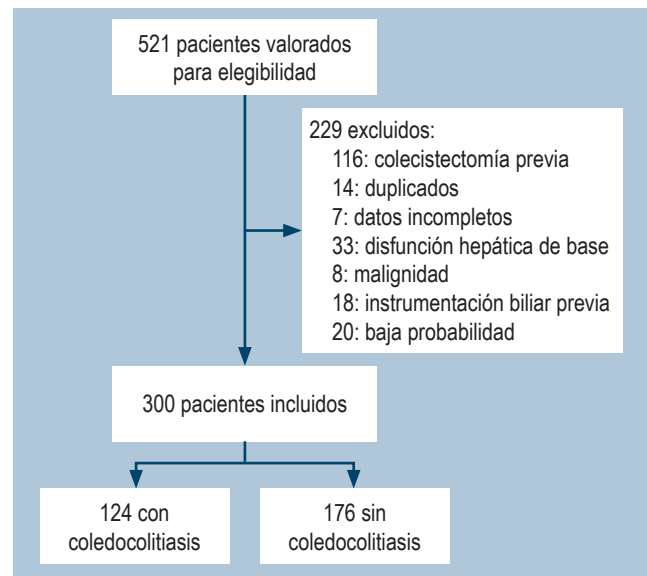 521 pacientes valorados
para elegibilidad
229 excluidos:
116: colecistectomía previa
14: duplicados
7: datos incompletos
33: disfunción hepática de base
8: malignidad
18: instrumentación biliar previa
20: baja probabilidad
300 pacientes incluidos
124 con
coledocolitiasis
176 sin
coledocolitiasis